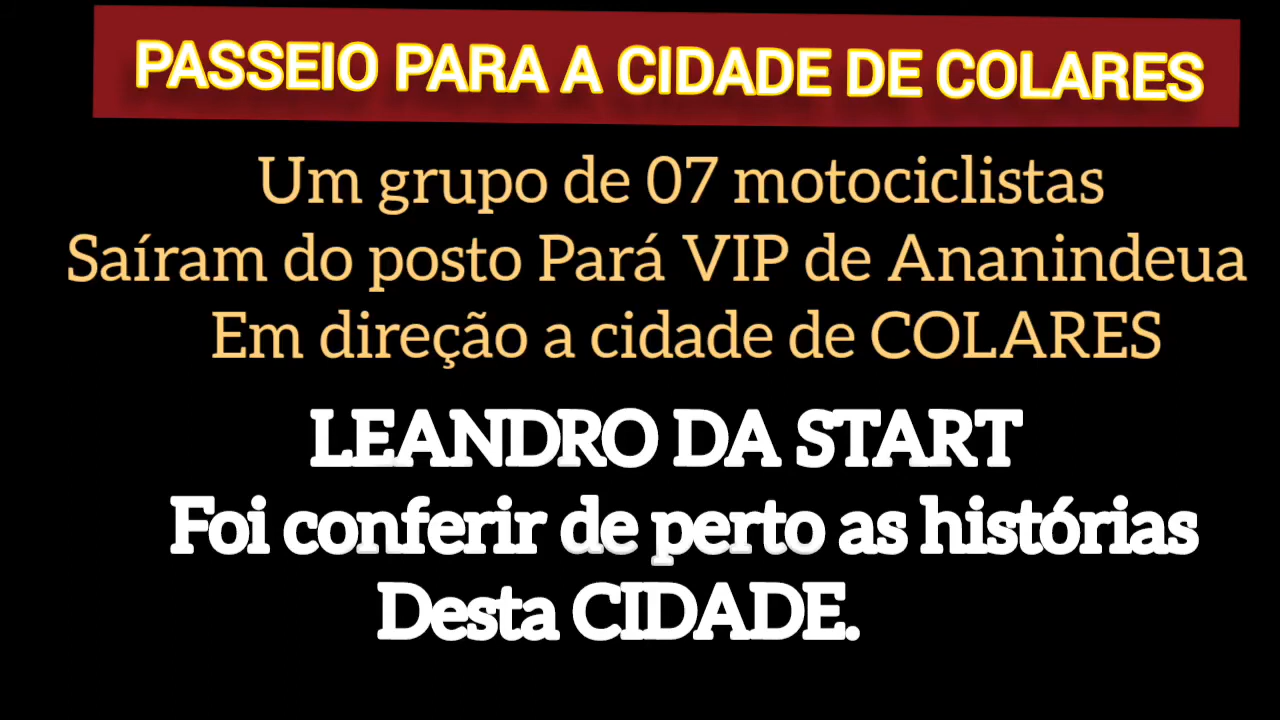 PASSEIO PARA A CIDADE DE COLARES
Um grupo de 07 motociclistas
Saíram do posto Pará VIP de Ananindeua
Em direção a cidade de COLARES
LEANDRO DA START
Foi conferir de perto as histórias
Desta CIDADE.